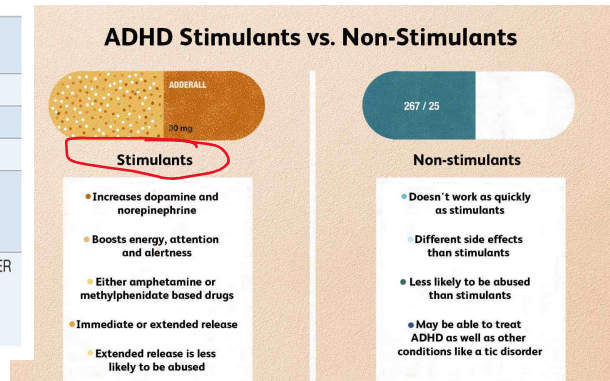 ADHD Stimulants vs. Non-Stimulants
ER
ADDERALL
30 mg
Stimulants
Increases dopamine and
norepinephrine
Boosts energy, attention
and alertness
Either amphetamine or
methylphenidate based drugs
Immediate or extended release
Extended release is less
likely to be abused
267 / 25
Non-stimulants
Doesn't work as quickly
as stimulants
Different side effects
than stimulants
Less likely to be abused
than stimulants
May be able to treat
ADHD as well as other
conditions like a tic disorder